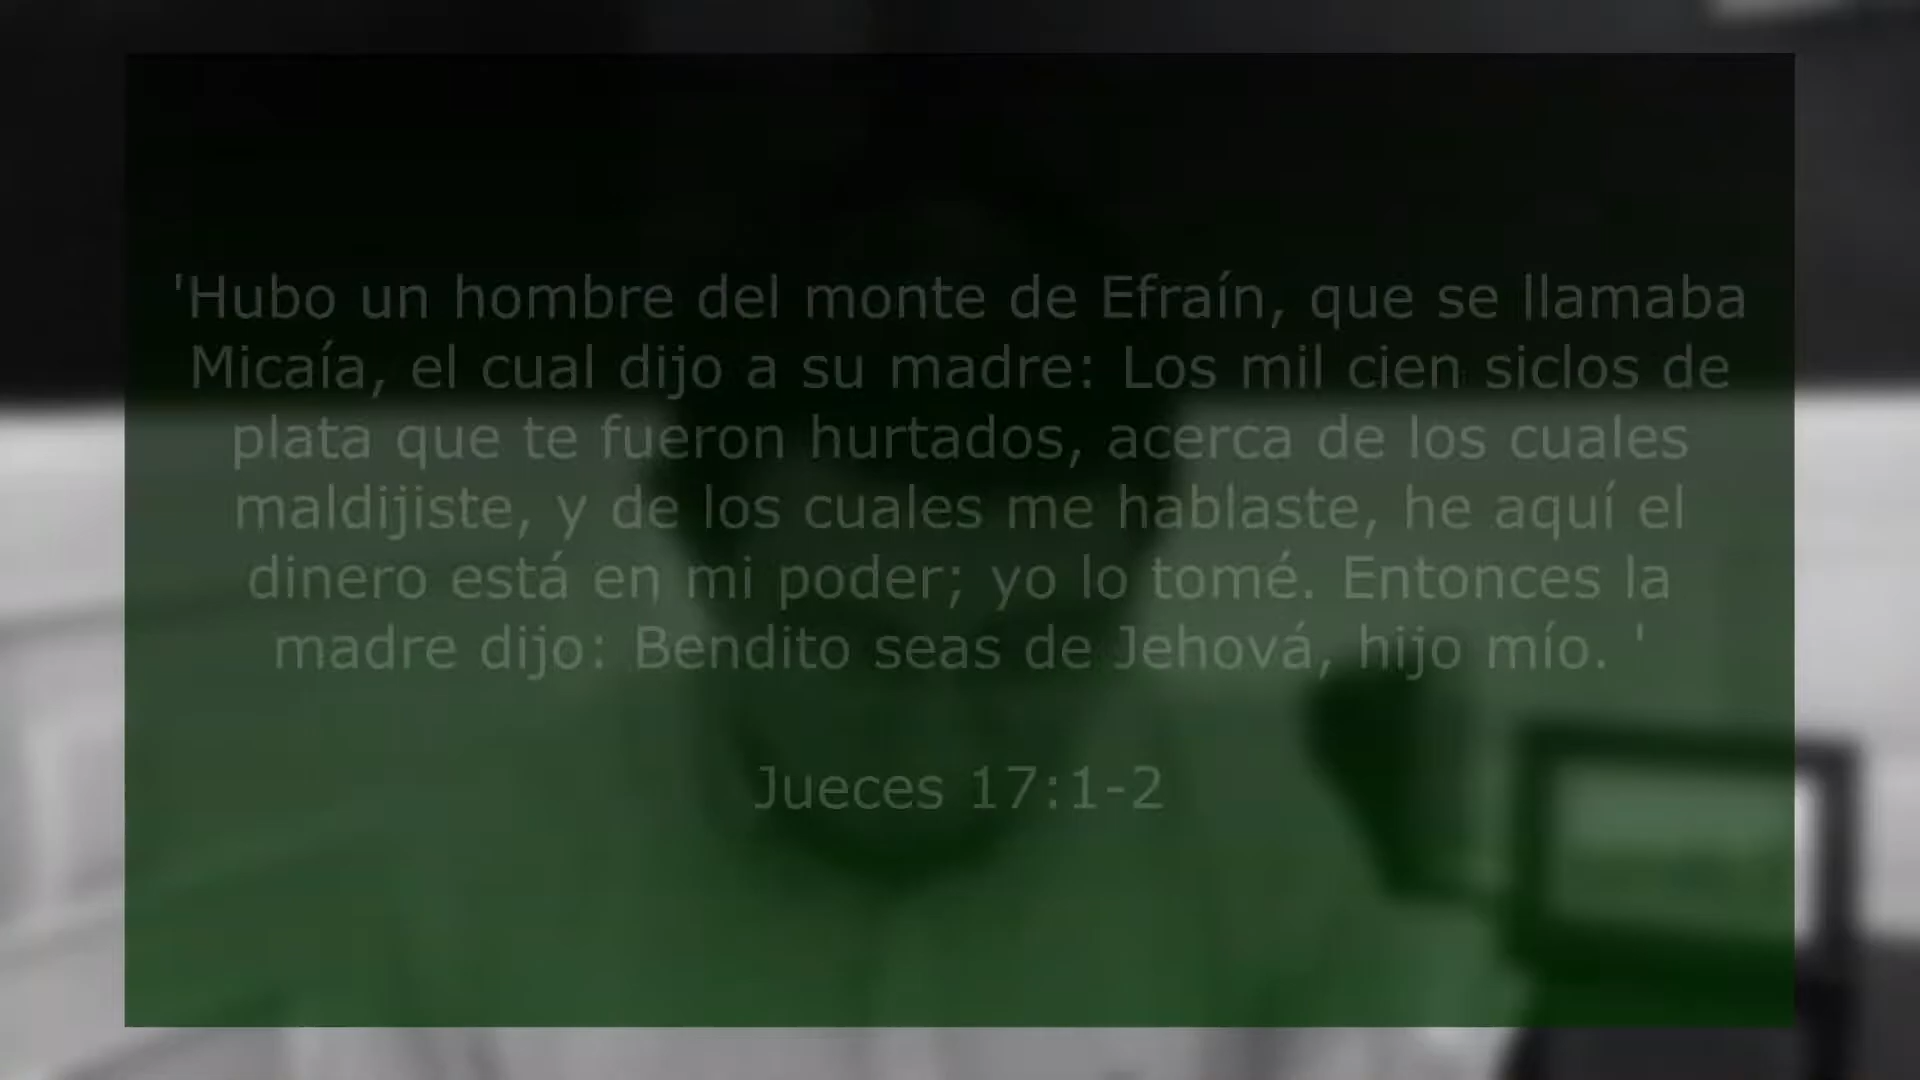 'Hubo un hombre del monte de Efraín, que se llamaba
Micaía, el cual dijo a su madre: Los mil cien siclos de
plata que te fueron hurtados, acerca de los cuales
maldijiste, y de los cuales me hablaste, he aquí el
dinero está en mi poder; yo lo tomé. Entonces la
madre dijo: Bendito seas de Jehová, hijo mío. '
Jueces 17:1-2